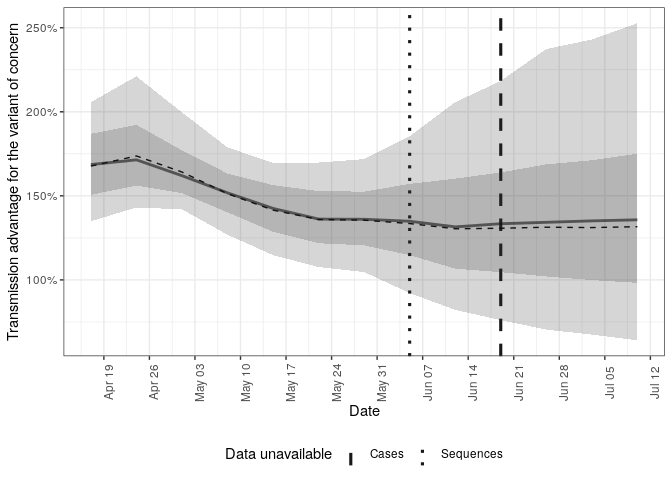 Transmission advantage for the variant of concern
250%
200%
150%
100%
Apr 19
Apr 26
May 03
May 10
May 17
May 24
May 31
Jun 07
Jun 14
Jun 21
Jun 28
Jul 05
Jul 12
Date
Data unavailable Cases Sequences